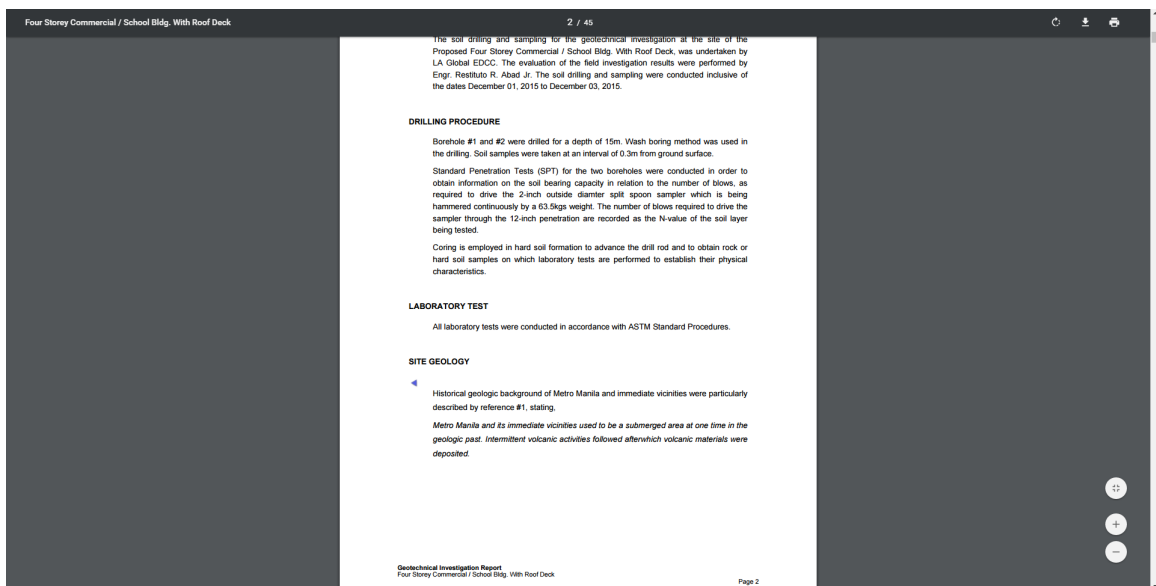 Four Storey Commercial / School Bldg. With Roof Deck
2 / 45
The soil drilling and sampling for the geotechnical investigation at the site of the
Proposed Four Storey Commercial / School Bldg. With Roof Deck, was undertaken by
LA Global EDCC. The evaluation of the field investigation results were performed by
Engr. Restituto R. Abad Jr. The soil drilling and sampling were conducted inclusive of
the dates December 01, 2015 to December 03, 2015.
DRILLING PROCEDURE
Borehole #1 and #2 were drilled for a depth of 15m. Wash boring method was used in
the drilling. Soil samples were taken at an interval of 0.3m from ground surface.
Standard Penetration Tests (SPT) for the two boreholes were conducted in order to
obtain information on the soil bearing capacity in relation to the number of blows, as
required to drive the 2-inch outside diamter split spoon sampler which is being
hammered continuously by a 63.5kgs weight. The number of blows required to drive the
sampler through the 12-inch penetration are recorded as the N-value of the soil layer
being tested.
Coring is employed in hard soil formation to advance the drill rod and to obtain rock or
hard soil samples on which laboratory tests are performed to establish their physical
characteristics.
LABORATORY TEST
All laboratory tests were conducted in accordance with ASTM Standard Procedures.
SITE GEOLOGY
Historical geologic background of Metro Manila and immediate vicinities were particularly
described by reference #1, stating,
Metro Manila and its immediate vicinities used to be a submerged area at one time in the
geologic past. Intermittent volcanic activities followed afterwhich volcanic materials were
deposited.
Geotechnical Investigation Report
Four Storey Commercial / School Bldg. With Roof Deck
Page 2